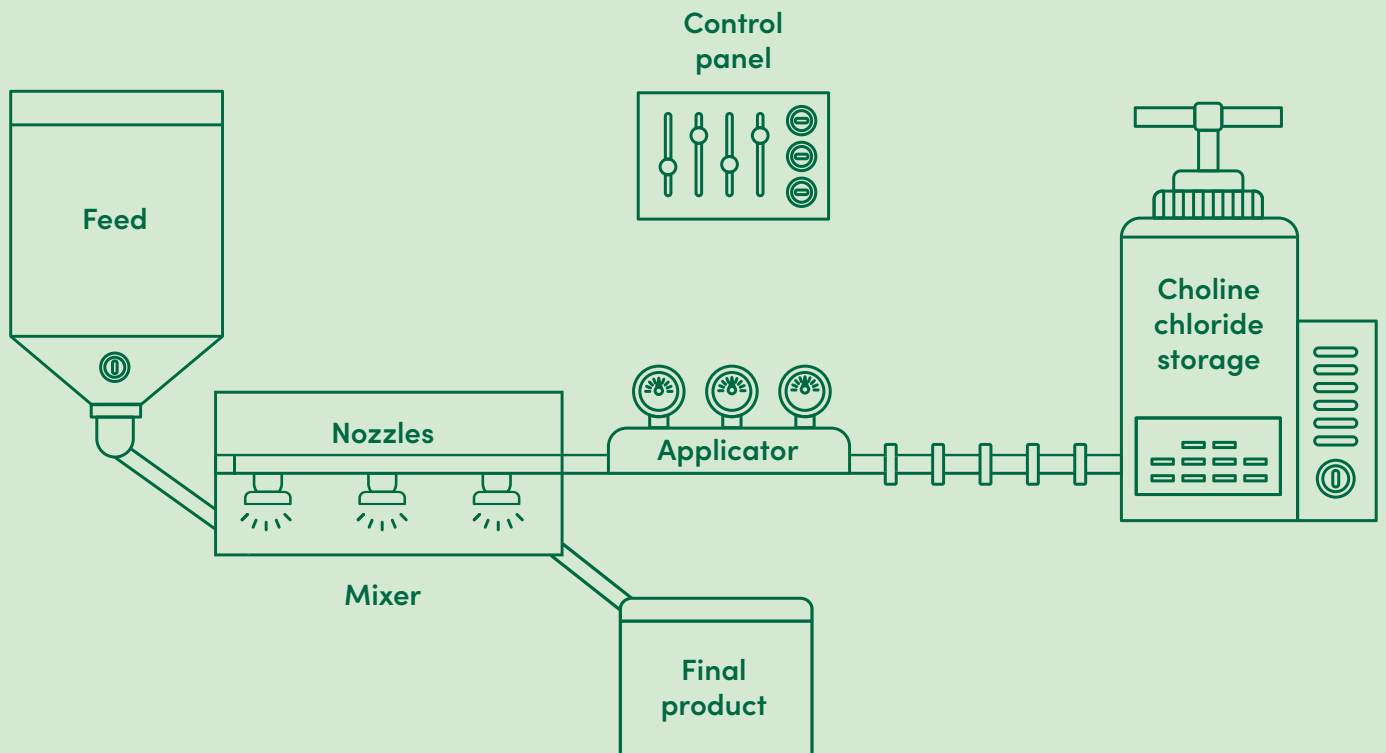 Control
panel
Feed
Choline
chloride
storage
Nozzles
Applicator
Mixer
Final
product